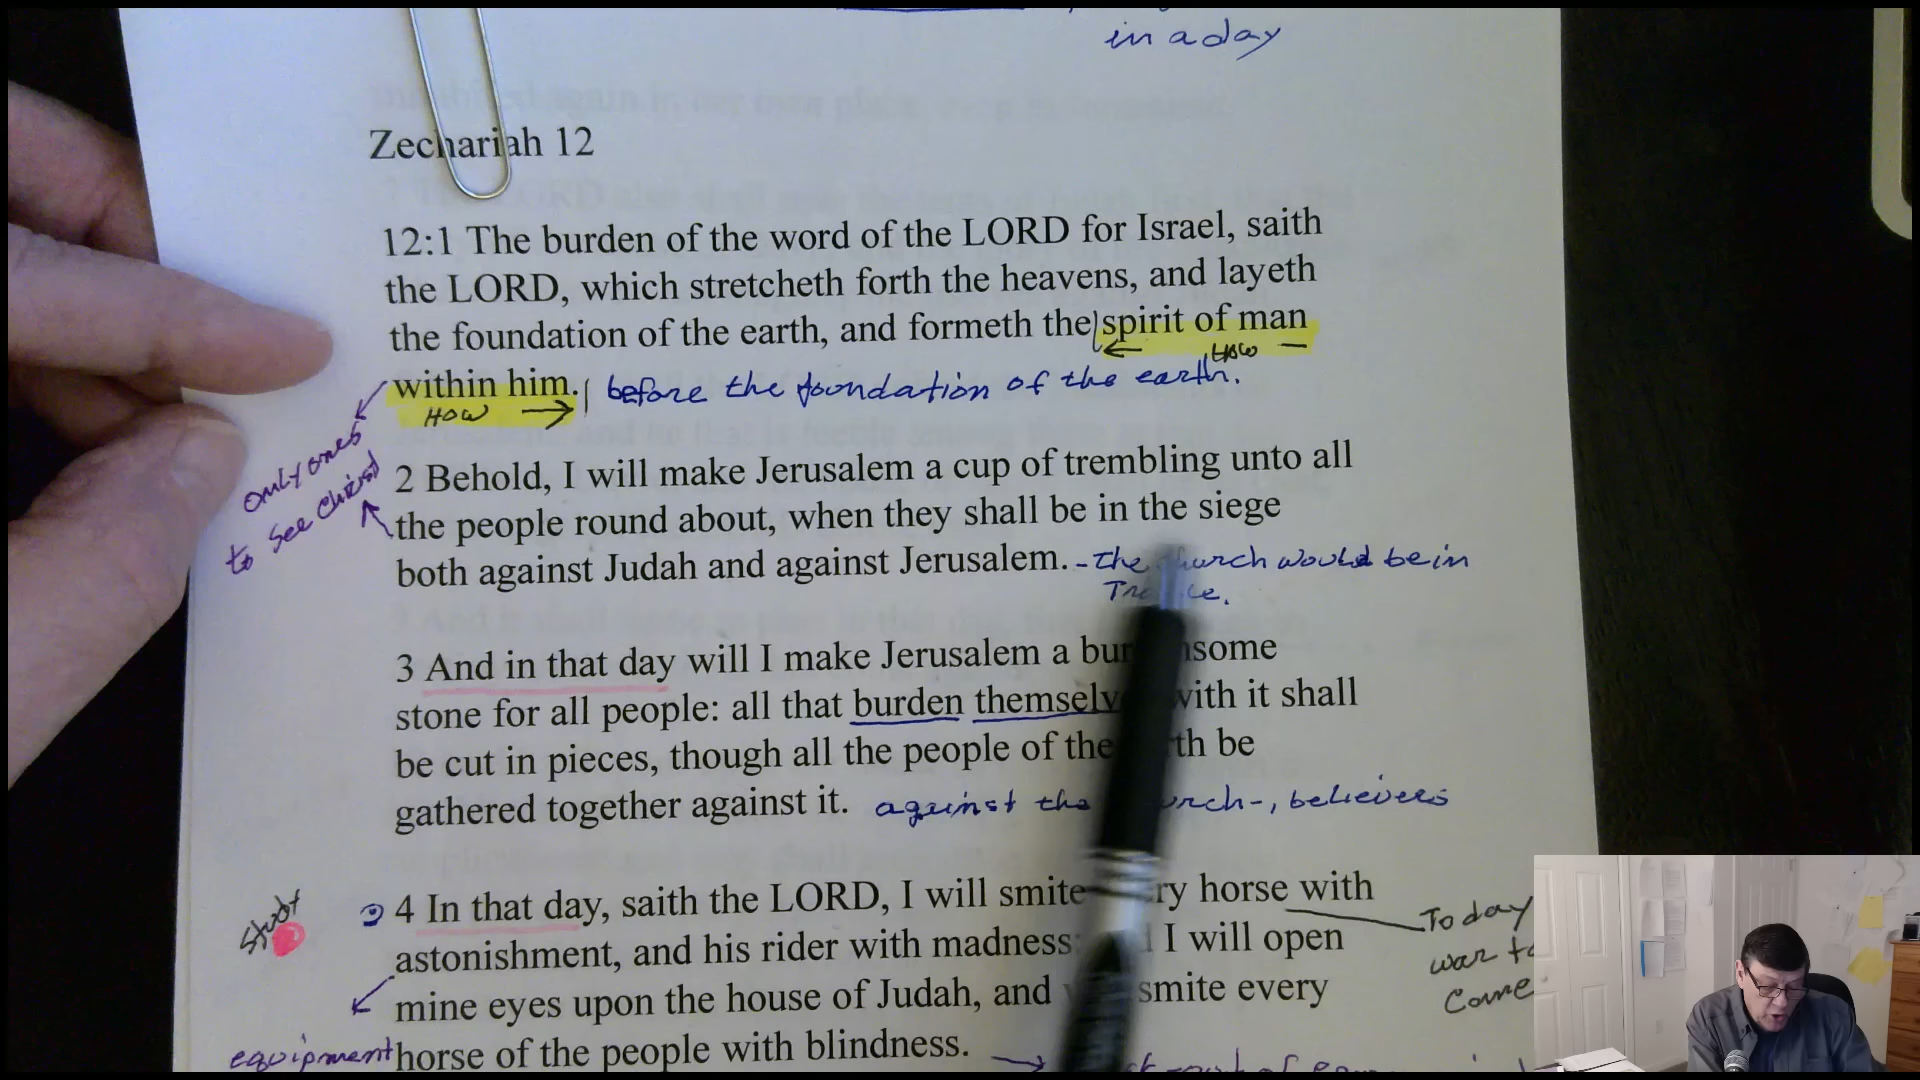 in a day
Zechariah 12
12:1 The burden of the word of the LORD for Israel, saith
the LORD, which stretcheth forth the heavens, and layeth
the foundation of the earth, and formeth the spirit of man
How
within him. before the foundation of the earth.
How
only ones
to see Christ
2 Behold, I will make Jerusalem a cup of trembling unto all
the people round about, when they shall be in the siege
both against Judah and against Jerusalem. - the church would be in
3 And in that day will I make Jerusalem a
stone for all people: all that burden with it shall
be cut in pieces, though all the people of the be
gathered together against it. against the believers
start
4 In that day, saith the LORD, I will smite horse with
Today
astonishment, and his rider with madness: I will open
war to
mine eyes upon the house of Judah, and smite every
Come
equipment horse of the people with blindness.